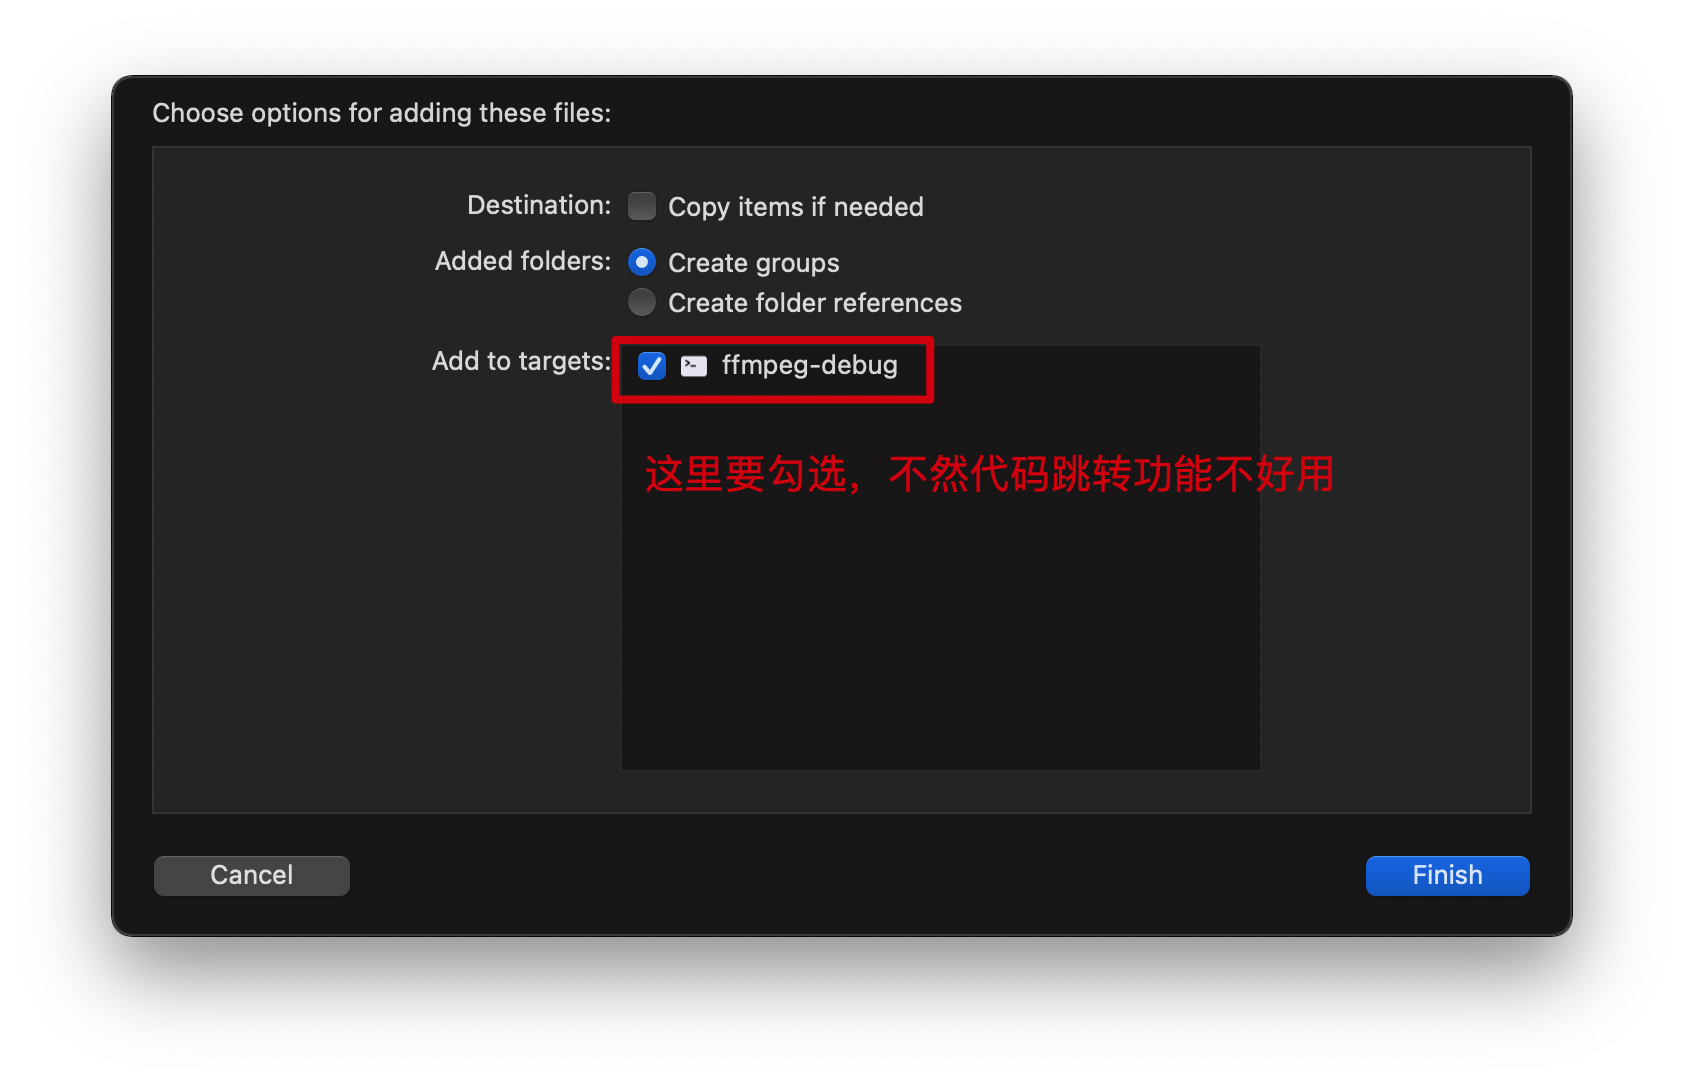 Choose options for adding these files:
Destination: Copy items if needed
Added folders: Create groups
Create folder references
Add to targets: ffmpeg-debug
这里要勾选，不然代码跳转功能不好用
Cancel Finish